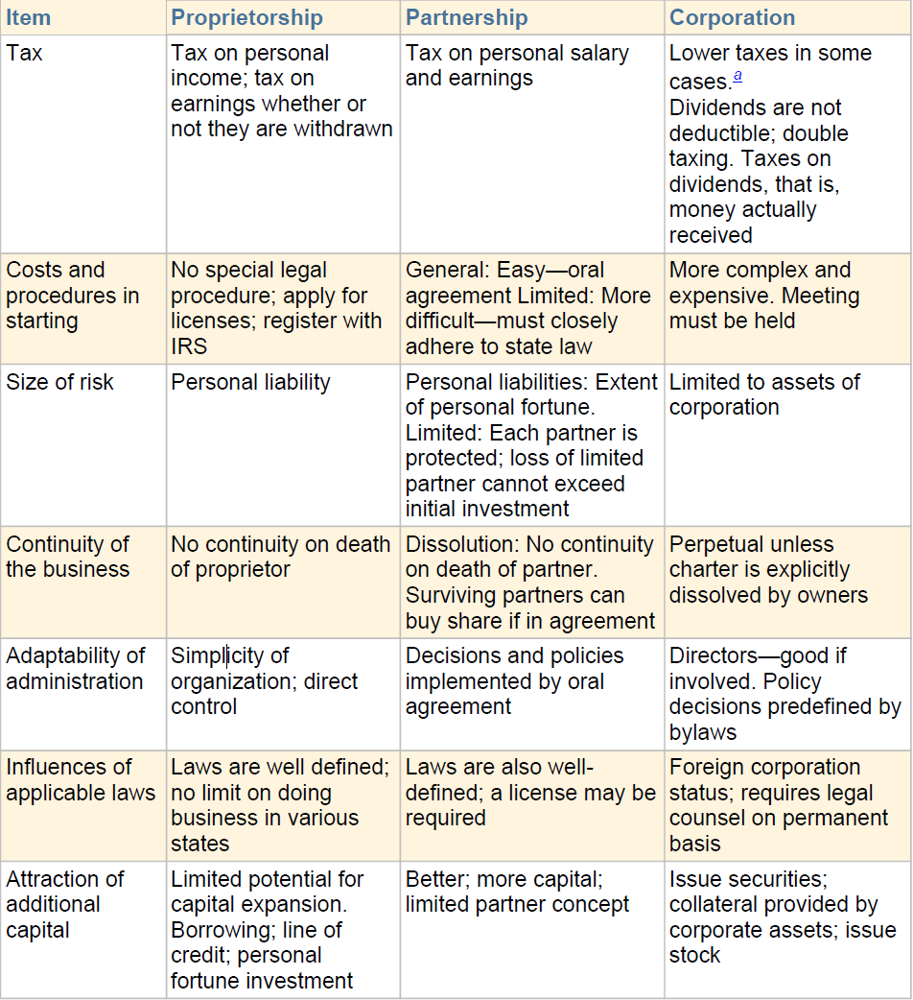 Item
Proprietorship
Partnership
Corporation
Tax
Tax on personal
income; tax on
earnings whether or
not they are withdrawn
Tax on personal salary
and earnings
Lower taxes in some
cases.a
Dividends are not
deductible; double
taxing. Taxes on
dividends, that is,
money actually
received
Costs and
procedures in
starting
No special legal
procedure; apply for
licenses; register with
IRS
General: Easy—oral
agreement Limited: More
difficult—must closely
adhere to state law
More complex and
expensive. Meeting
must be held
Size of risk
Personal liability
Personal liabilities: Extent
of personal fortune.
Limited: Each partner is
protected; loss of limited
partner cannot exceed
initial investment
Limited to assets of
corporation
Continuity of
the business
No continuity on death
of proprietor
Dissolution: No continuity
on death of partner.
Surviving partners can
buy share if in agreement
Perpetual unless
charter is explicitly
dissolved by owners
Adaptability of
administration
Simplicity of
organization; direct
control
Decisions and policies
implemented by oral
agreement
Directors—good if
involved. Policy
decisions predefined by
bylaws
Influences of
applicable laws
Laws are well defined;
no limit on doing
business in various
states
Laws are also well-
defined; a license may be
required
Foreign corporation
status; requires legal
counsel on permanent
basis
Attraction of
additional
capital
Limited potential for
capital expansion.
Borrowing; line of
credit; personal
fortune investment
Better; more capital;
limited partner concept
Issue securities;
collateral provided by
corporate assets; issue
stock